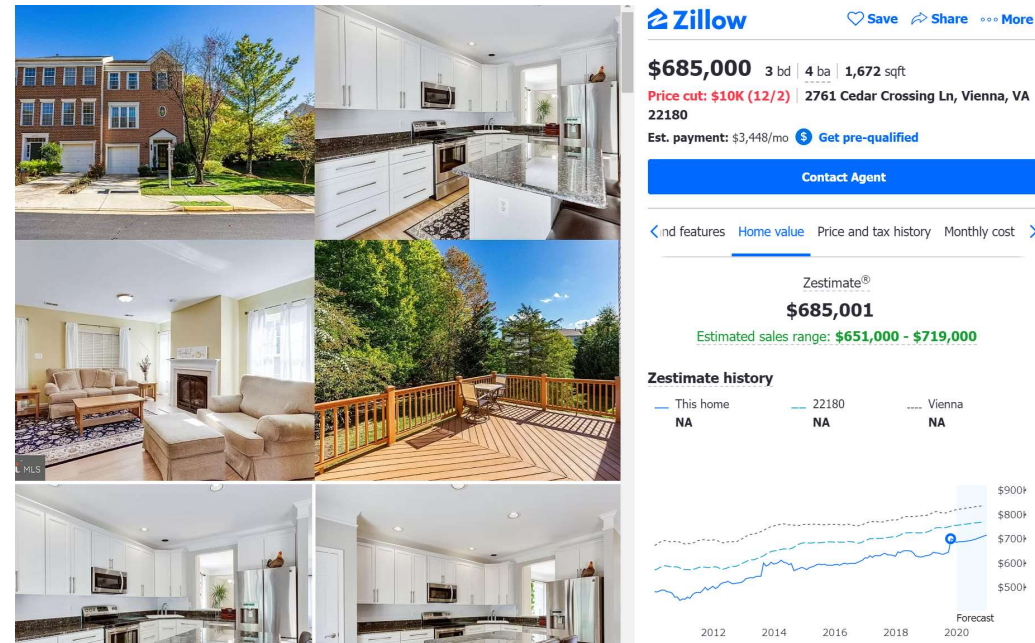 Zillow
Save Share More
$685,000 3 bd 4 ba 1,672 sqft
Price cut: $10K (12/2) 2761 Cedar Crossing Ln, Vienna, VA
22180
Est. payment: $3,448/mo $ Get pre-qualified
Contact Agent
nd features Home value Price and tax history Monthly cost
Zestimate®
$685,001
Estimated sales range: $651,000 - $719,000
Zestimate history
This home 22180 Vienna
NA NA NA
$900k
$800k
$700k
$600k
$500k
Forecast
2012 2014 2016 2018 2020
MLS